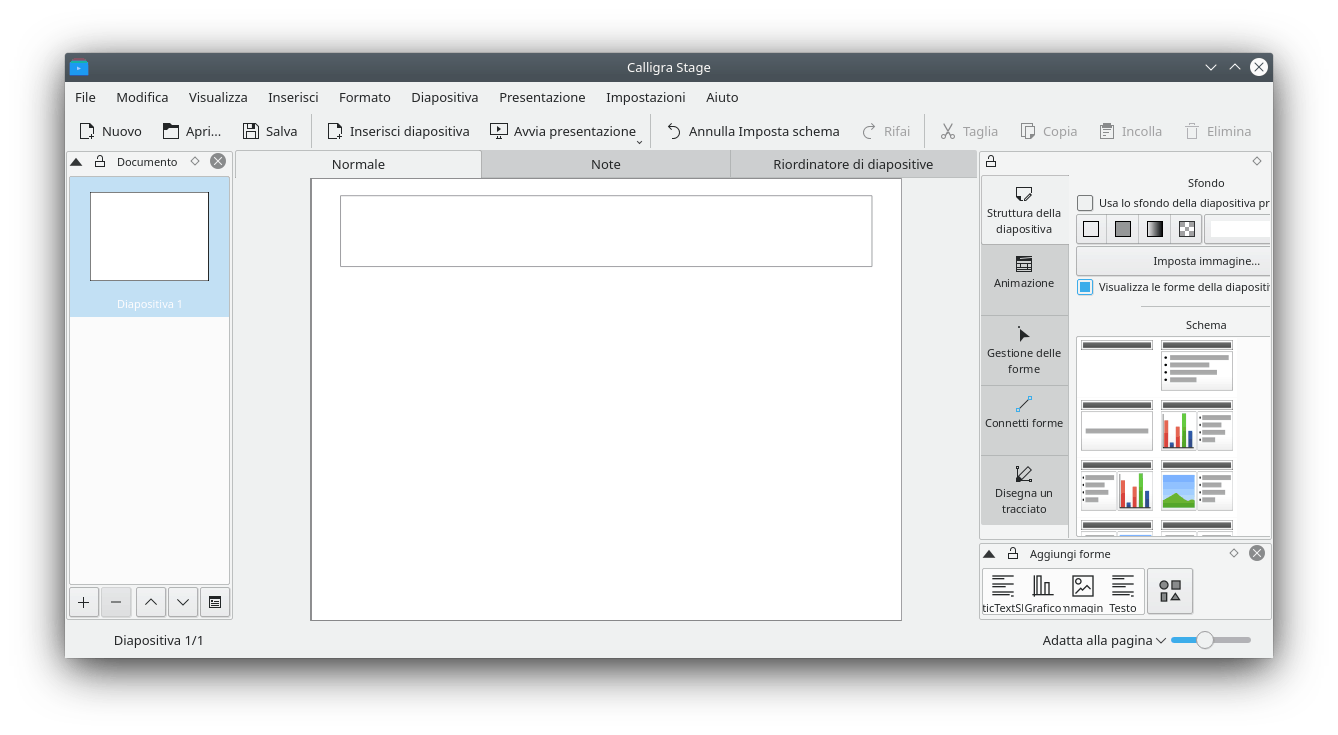 Calligra Stage
File Modifica Visualizza Inserisci Formato Diapositiva Presentazione Impostazioni Aiuto
Nuovo Apri... Salva Inserisci diapositiva Avvia presentazione Annulla Imposta schema Rifai Taglia Copia Incolla Elimina
Documento
Diapositiva 1
Normale Note Riordinatore di diapositive
Struttura della
diapositiva
Animazione
Gestione delle
forme
Connetti forme
Disegna un
tracciato
Sfondo
Usa lo sfondo della diapositiva pr
Imposta immagine...
Visualizza le forme della diapositi
Schema
Aggiungi forme
ticTextSl Grafico mmagin Testo
Diapositiva 1/1
Adatta alla pagina